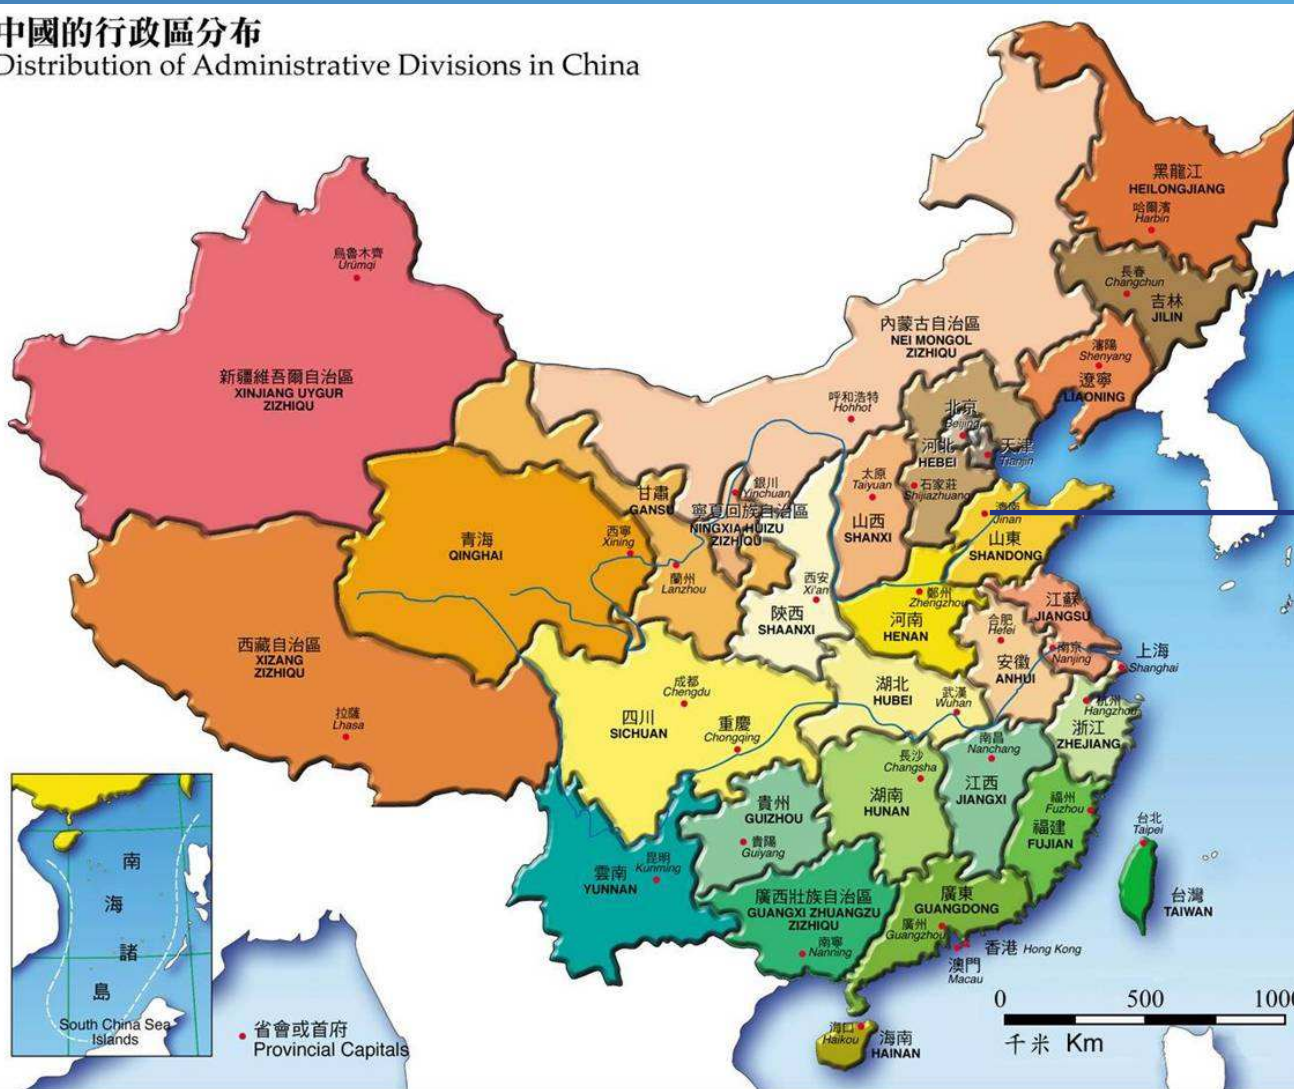 中國的行政區分布
Distribution of Administrative Divisions in China
黑龍江
HEILONGJIANG
哈爾濱
Harbin
長春
Changchun
吉林
JILIN
瀋陽
Shenyang
遼寧
LIAONING
內蒙古自治區
NEI MONGOL
ZIZHIQU
呼和浩特
Hohhot
烏魯木齊
Urümqi
新疆維吾爾自治區
XINJIANG UYGUR
ZIZHIQU
北京
Beijing
天津
Tianjin
河北
HEBEI
石家莊
Shijiazhuang
太原
Taiyuan
山西
SHANXI
濟南
Jinan
山東
SHANDONG
銀川
Yinchuan
寧夏回族自治區
NINGXIA HUIZU
ZIZHIQU
甘肅
GANSU
蘭州
Lanzhou
西寧
Xining
青海
QINGHAI
西安
Xi'an
陝西
SHAANXI
鄭州
Zhengzhou
河南
HENAN
江蘇
JIANGSU
南京
Nanjing
合肥
Hefei
安徽
ANHUI
上海
Shanghai
西藏自治區
XIZANG
ZIZHIQU
拉薩
Lhasa
成都
Chengdu
四川
SICHUAN
重慶
Chongqing
湖北
HUBEI
武漢
Wuhan
杭州
Hangzhou
浙江
ZHEJIANG
南昌
Nanchang
江西
JIANGXI
長沙
Changsha
湖南
HUNAN
貴州
GUIZHOU
貴陽
Guiyang
福州
Fuzhou
福建
FUJIAN
台北
Taipei
台灣
TAIWAN
昆明
Kunming
雲南
YUNNAN
廣西壯族自治區
GUANGXI ZHUANGZU
ZIZHIQU
南寧
Nanning
廣東
GUANGDONG
廣州
Guangzhou
香港 Hong Kong
澳門
Macau
海口
Haikou
海南
HAINAN
南
海
諸
島
South China Sea
Islands
省會或首府
Provincial Capitals
0 500 1000
千米 Km